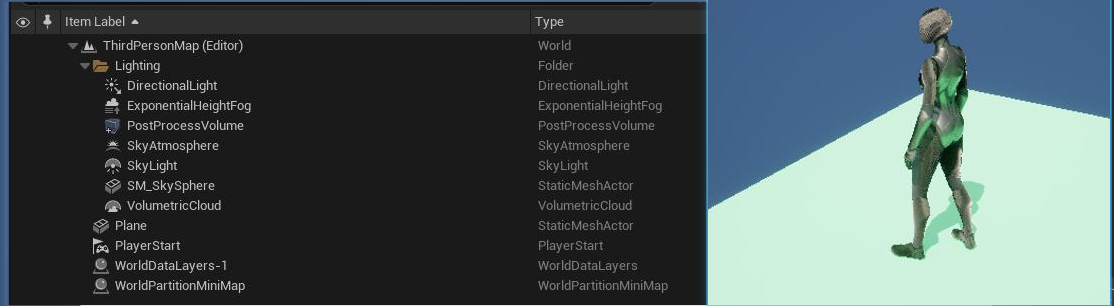 Item Label Type
ThirdPersonMap (Editor) World
Lighting Folder
DirectionalLight DirectionalLight
ExponentialHeightFog ExponentialHeightFog
PostProcessVolume PostProcessVolume
SkyAtmosphere SkyAtmosphere
SkyLight SkyLight
SM_SkySphere StaticMeshActor
VolumetricCloud VolumetricCloud
Plane StaticMeshActor
PlayerStart PlayerStart
WorldDataLayers-1 WorldDataLayers
WorldPartitionMiniMap WorldPartitionMiniMap